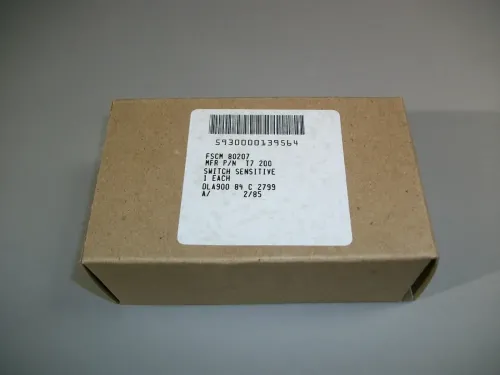 5930000139564
FSCM 80207
MFR P/N T7 200
SWITCH SENSITIVE
1 EACH
DLA900 84 C 2799
A/ 2/85